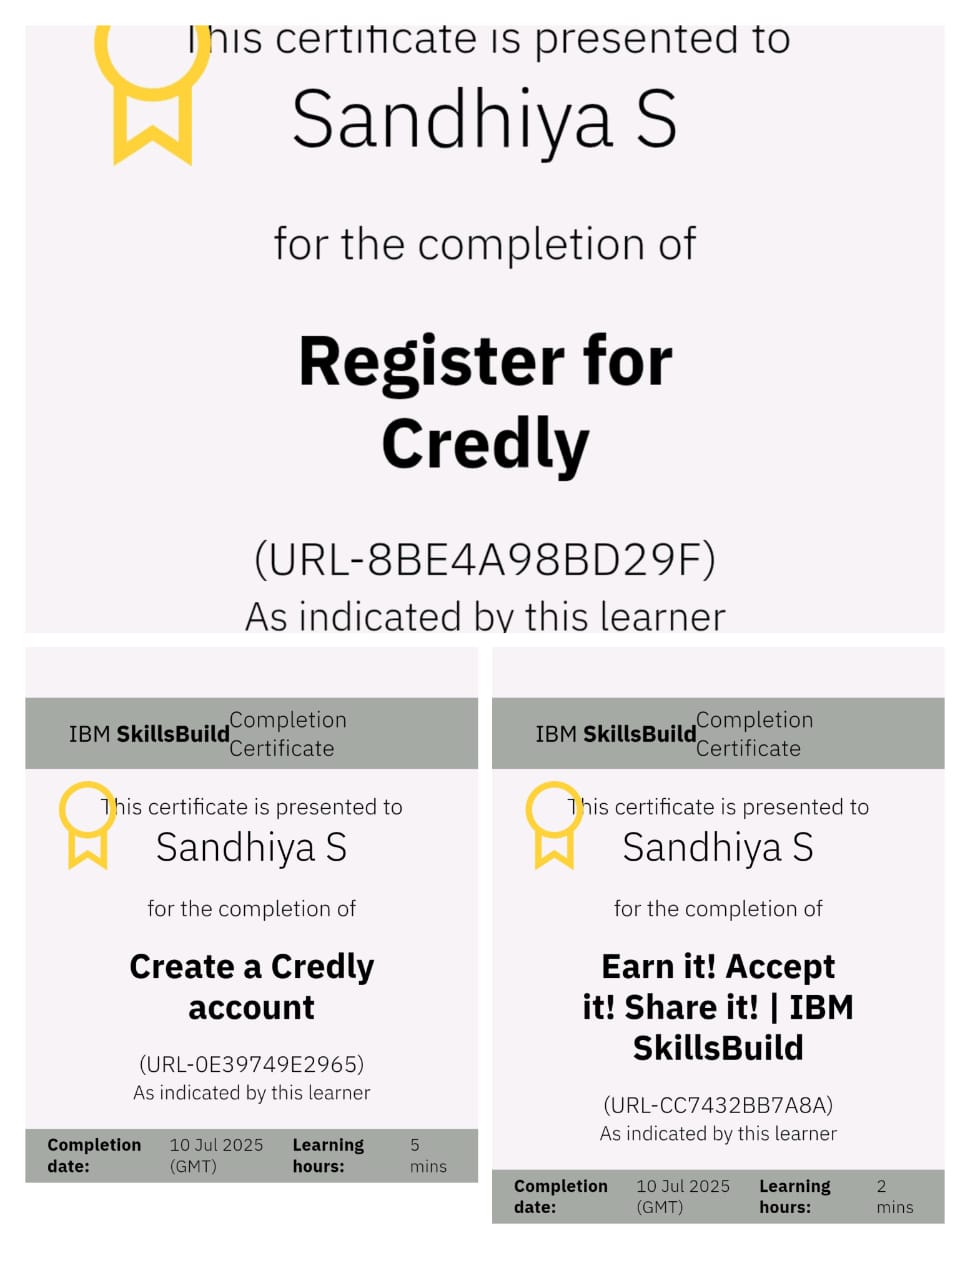 This certificate is presented to
Sandhiya S
for the completion of
Register for
Credly
(URL-8BE4A98BD29F)
As indicated by this learner
IBM SkillsBuild
Completion
Certificate
This certificate is presented to
Sandhiya S
for the completion of
Create a Credly
account
(URL-0E39749E2965)
As indicated by this learner
Completion
date:
10 Jul 2025
(GMT)
Learning
hours:
5
mins
IBM SkillsBuild
Completion
Certificate
This certificate is presented to
Sandhiya S
for the completion of
Earn it! Accept
it! Share it! | IBM
SkillsBuild
(URL-CC7432BB7A8A)
As indicated by this learner
Completion
date:
10 Jul 2025
(GMT)
Learning
hours:
2
mins